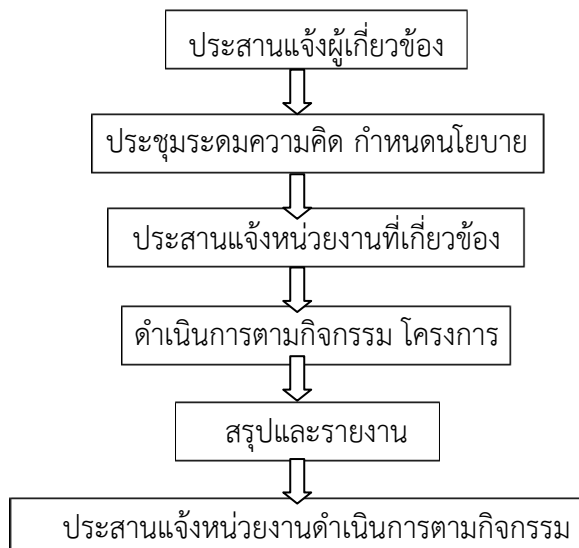 ประสานแจ้งผู้เกี่ยวข้อง
ประชุมระดมความคิด กำหนดนโยบาย
ประสานแจ้งหน่วยงานที่เกี่ยวข้อง
ดำเนินการตามกิจกรรม โครงการ
สรุปและรายงาน
ประสานแจ้งหน่วยงานดำเนินการตามกิจกรรม